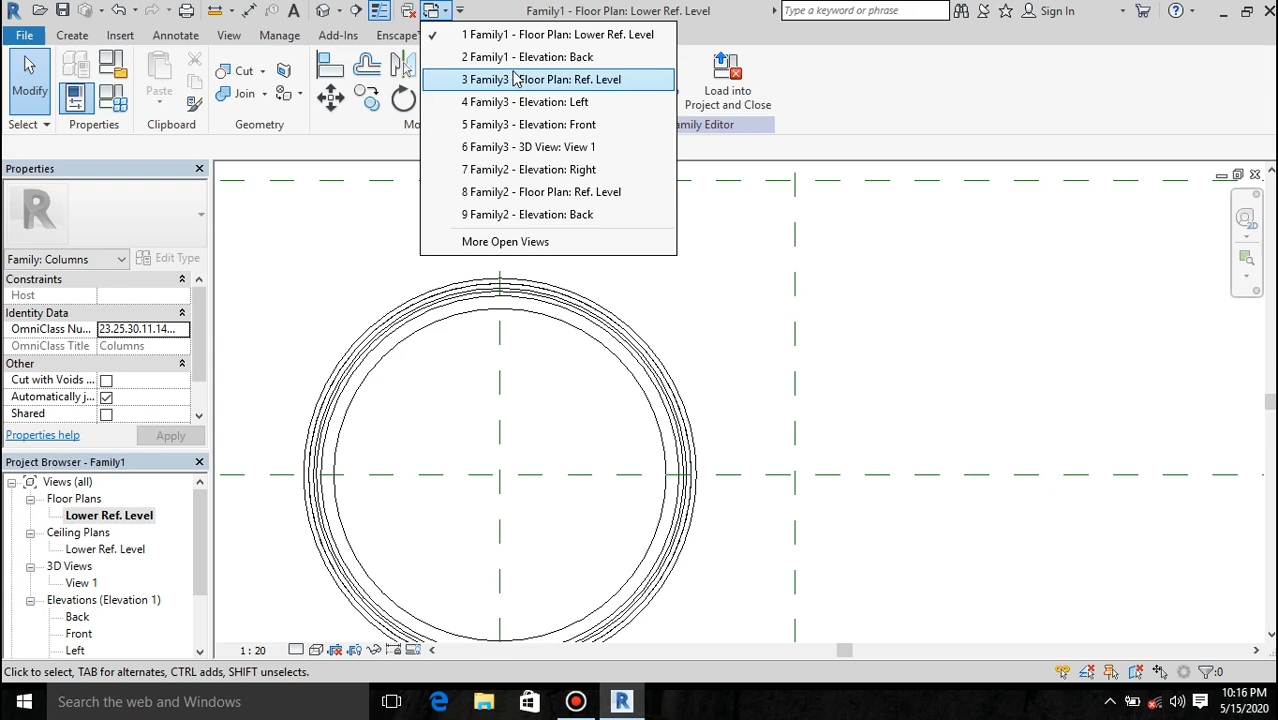 Family1 - Floor Plan: Lower Ref. Level
Type a keyword or phrase
Sign In
File
Create
Insert
Annotate
View
Manage
Add-Ins
Enscape
1 Family1 - Floor Plan: Lower Ref. Level
2 Family1 - Elevation: Back
3 Family3 - Floor Plan: Ref. Level
4 Family3 - Elevation: Left
5 Family3 - Elevation: Front
6 Family3 - 3D View: View 1
7 Family2 - Elevation: Right
8 Family2 - Floor Plan: Ref. Level
9 Family2 - Elevation: Back
More Open Views
Modify
Paste
Cut
Join
Load into
Project and Close
Select
Properties
Clipboard
Geometry
Properties
Family: Columns
Edit Type
Constraints
Host
Identity Data
OmniClass Nu... 23.25.30.11.14...
OmniClass Title Columns
Other
Cut with Voids ...
Automatically j...
Shared
Properties help
Apply
Project Browser - Family1
Views (all)
Floor Plans
Lower Ref. Level
Ceiling Plans
Lower Ref. Level
3D Views
View 1
Elevations (Elevation 1)
Back
Front
Left
2D
1 : 20
Click to select, TAB for alternates, CTRL adds, SHIFT unselects.
:0
Search the web and Windows
10:16 PM
5/15/2020